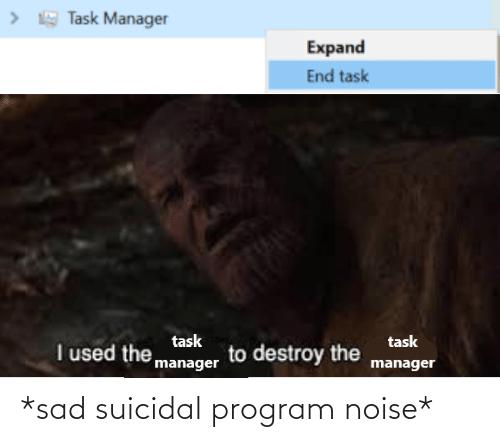 Task Manager
Expand
End task
I used the task manager to destroy the task manager
*sad suicidal program noise*